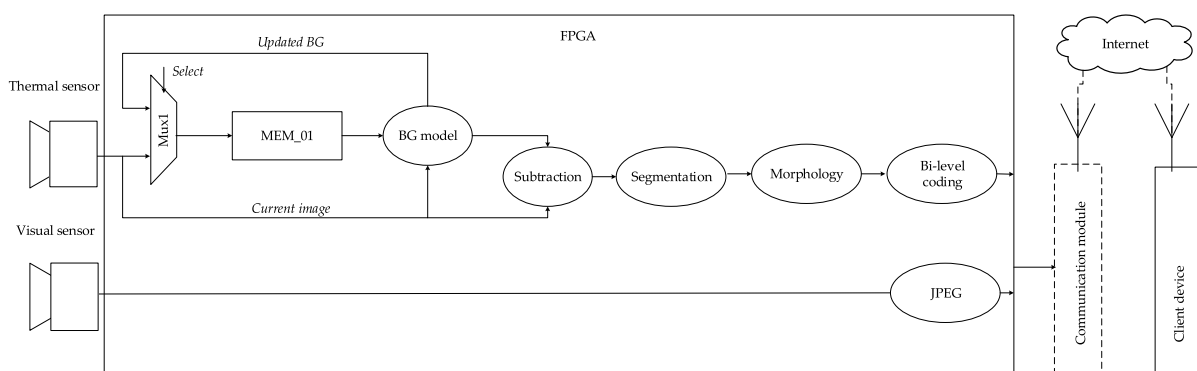 FPGA
Internet
Updated BG
Select
Thermal sensor
Mux1
MEM_01
BG model
Subtraction
Segmentation
Morphology
Bi-level
coding
Current image
Visual sensor
JPEG
Communication module
Client device